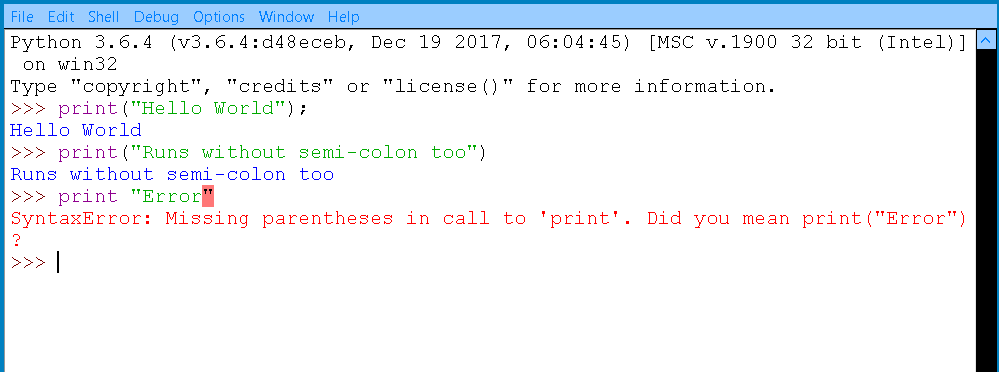 File Edit Shell Debug Options Window Help
Python 3.6.4 (v3.6.4:d48eceb, Dec 19 2017, 06:04:45) [MSC v.1900 32 bit (Intel)]
on win32
Type "copyright", "credits" or "license()" for more information.
>>> print("Hello World");
Hello World
>>> print("Runs without semi-colon too")
Runs without semi-colon too
>>> print "Error"
SyntaxError: Missing parentheses in call to 'print'. Did you mean print("Error")
?
>>>